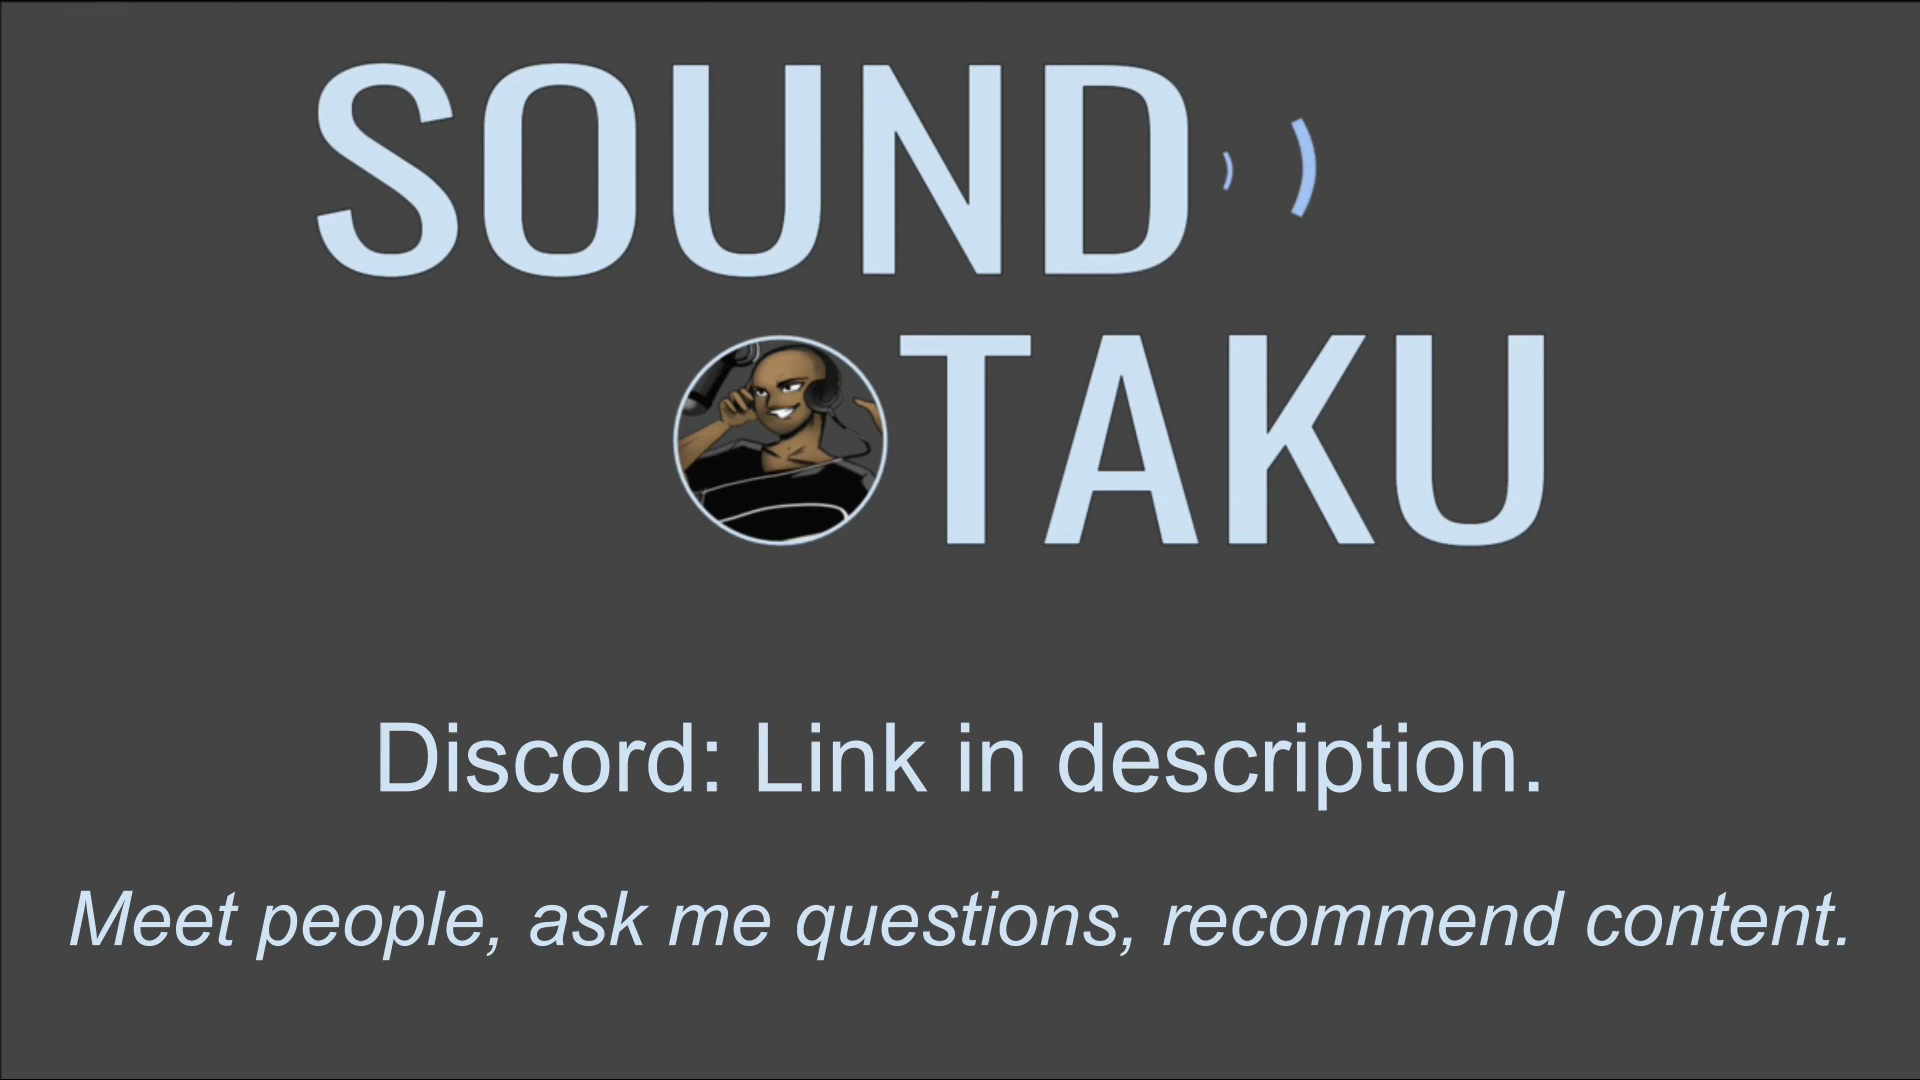 SOUND
TAKU
Discord: Link in description.
Meet people, ask me questions, recommend content.